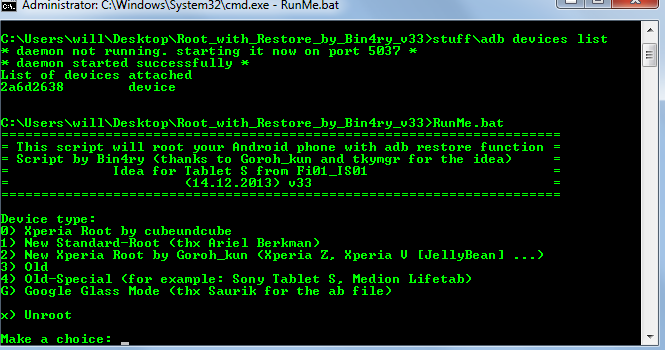 Administrator: C:\Windows\System32\cmd.exe - RunMe.bat
C:\Users\will\Desktop\Root_with_Restore_by_Bin4ry_v33>stuff\adb devices list
* daemon not running. starting it now on port 5037 *
* daemon started successfully *
List of devices attached
2a6d2638 device
C:\Users\will\Desktop\Root_with_Restore_by_Bin4ry_v33>RunMe.bat
======================================================================
= This script will root your Android phone with adb restore function =
= Script by Bin4ry (thanks to Goroh_kun and tkymgr for the idea) =
= Idea for Tablet S from Fi01_IS01 =
= (14.12.2013) v33 =
======================================================================
Device type:
0) Xperia Root by cubeundcube
1) New Standard-Root (thx Ariel Berkman)
2) New Xperia Root by Goroh_kun (Xperia Z, Xperia V [JellyBean] ...)
3) Old
4) Old-Special (for example: Sony Tablet S, Medion Lifetab)
G) Google Glass Mode (thx Saurik for the ab file)
x) Unroot
Make a choice: _